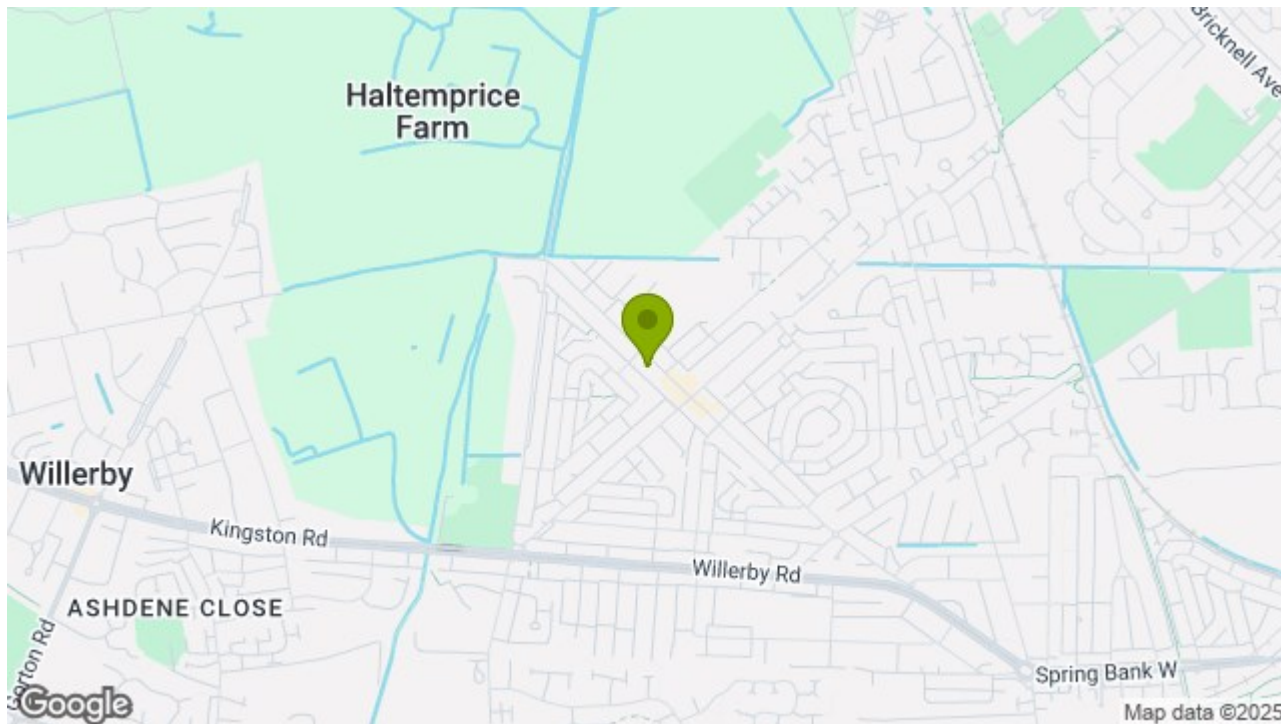 Bricknell Ave
Haltemprice
Farm
Willerby
Kingston Rd
Willerby Rd
ASHDENE CLOSE
Spring Bank W
Google
Map data ©2025